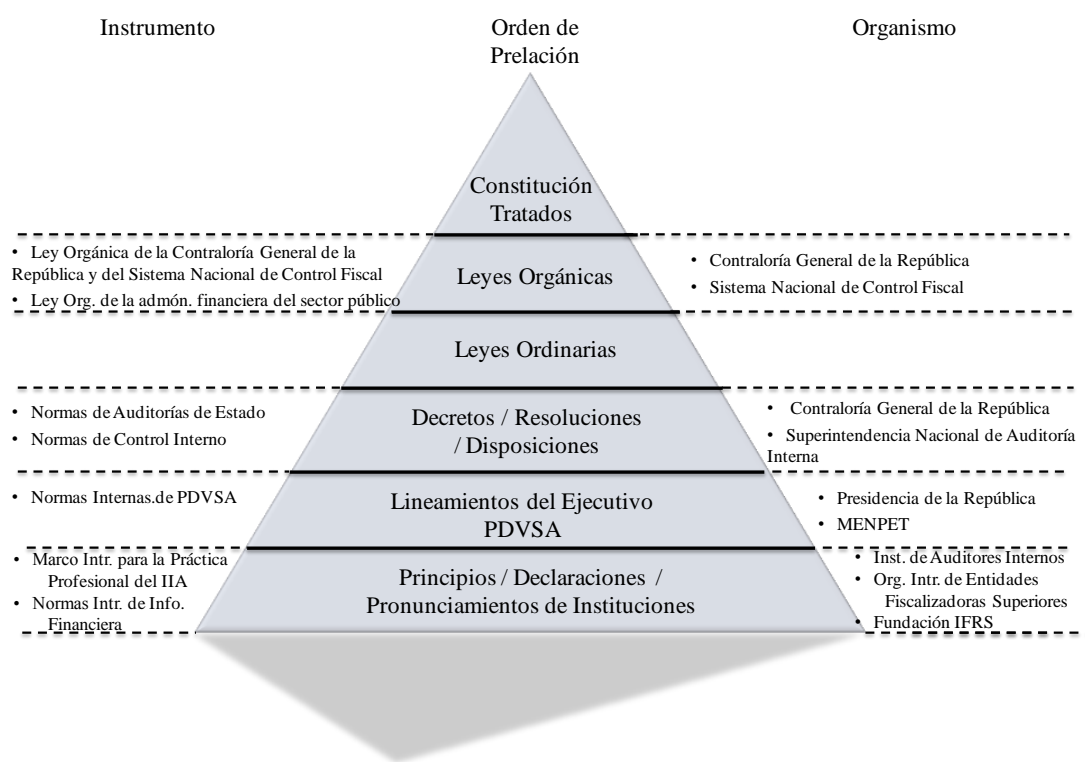 Instrumento
Orden de
Prelación
Organismo
Constitución
Tratados
• Ley Orgánica de la Contraloría General de la
República y del Sistema Nacional de Control Fiscal
• Ley Org. de la admón. financiera del sector público
Leyes Orgánicas
• Contraloría General de la República
• Sistema Nacional de Control Fiscal
Leyes Ordinarias
• Normas de Auditorías de Estado
• Normas de Control Interno
Decretos / Resoluciones
/ Disposiciones
• Contraloría General de la República
• Superintendencia Nacional de Auditoría
Interna
• Normas Internas.de PDVSA
Lineamientos del Ejecutivo
PDVSA
• Presidencia de la República
• MENPET
• Marco Intr. para la Práctica
Profesional del IIA
• Normas Intr. de Info.
Financiera
Principios / Declaraciones /
Pronunciamientos de Instituciones
• Inst. de Auditores Internos
• Org. Intr. de Entidades
Fiscalizadoras Superiores
• Fundación IFRS